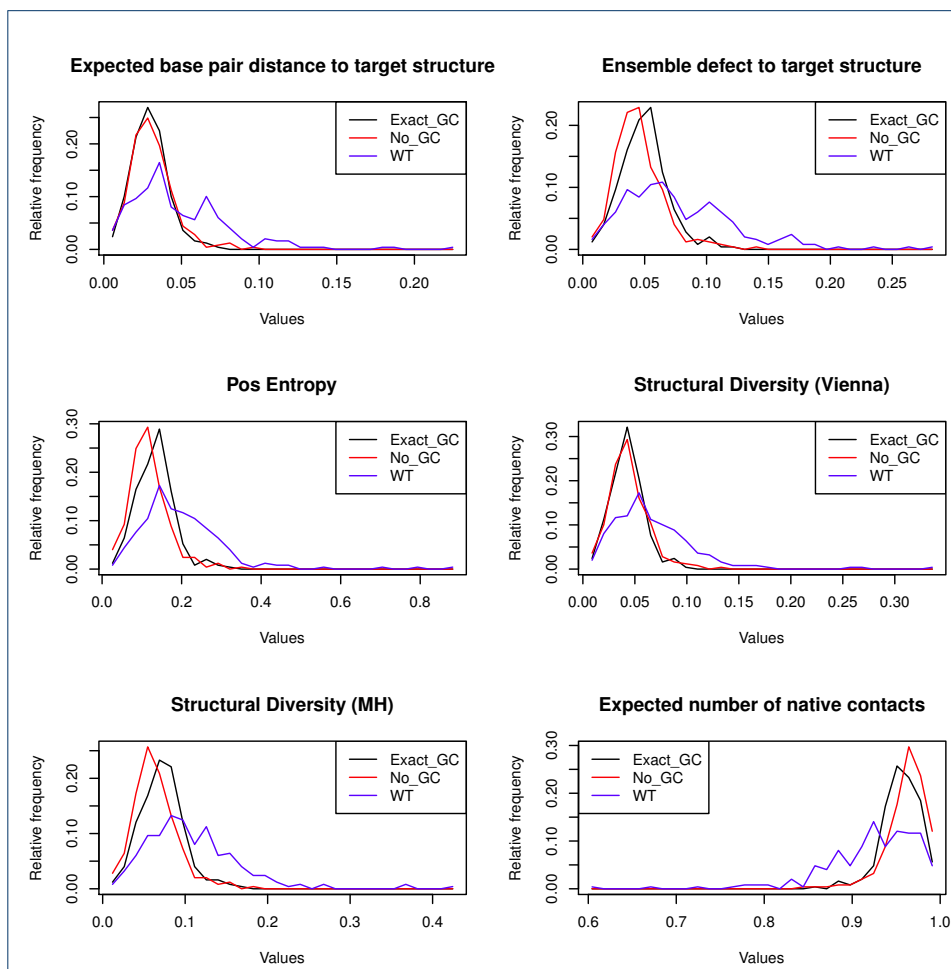 Expected base pair distance to target structure
Relative frequency
0.00 0.10 0.20
Exact_GC
No_GC
WT
0.00 0.05 0.10 0.15 0.20
Values
Ensemble defect to target structure
Relative frequency
0.00 0.10 0.20
Exact_GC
No_GC
WT
0.00 0.05 0.10 0.15 0.20 0.25
Values
Pos Entropy
Relative frequency
0.00 0.10 0.20 0.30
Exact_GC
No_GC
WT
0.0 0.2 0.4 0.6 0.8
Values
Structural Diversity (Vienna)
Relative frequency
0.00 0.10 0.20 0.30
Exact_GC
No_GC
WT
0.00 0.05 0.10 0.15 0.20 0.25 0.30
Values
Structural Diversity (MH)
Relative frequency
0.00 0.10 0.20
Exact_GC
No_GC
WT
0.0 0.1 0.2 0.3 0.4
Values
Expected number of native contacts
Relative frequency
0.00 0.10 0.20 0.30
Exact_GC
No_GC
WT
0.6 0.7 0.8 0.9 1.0
Values